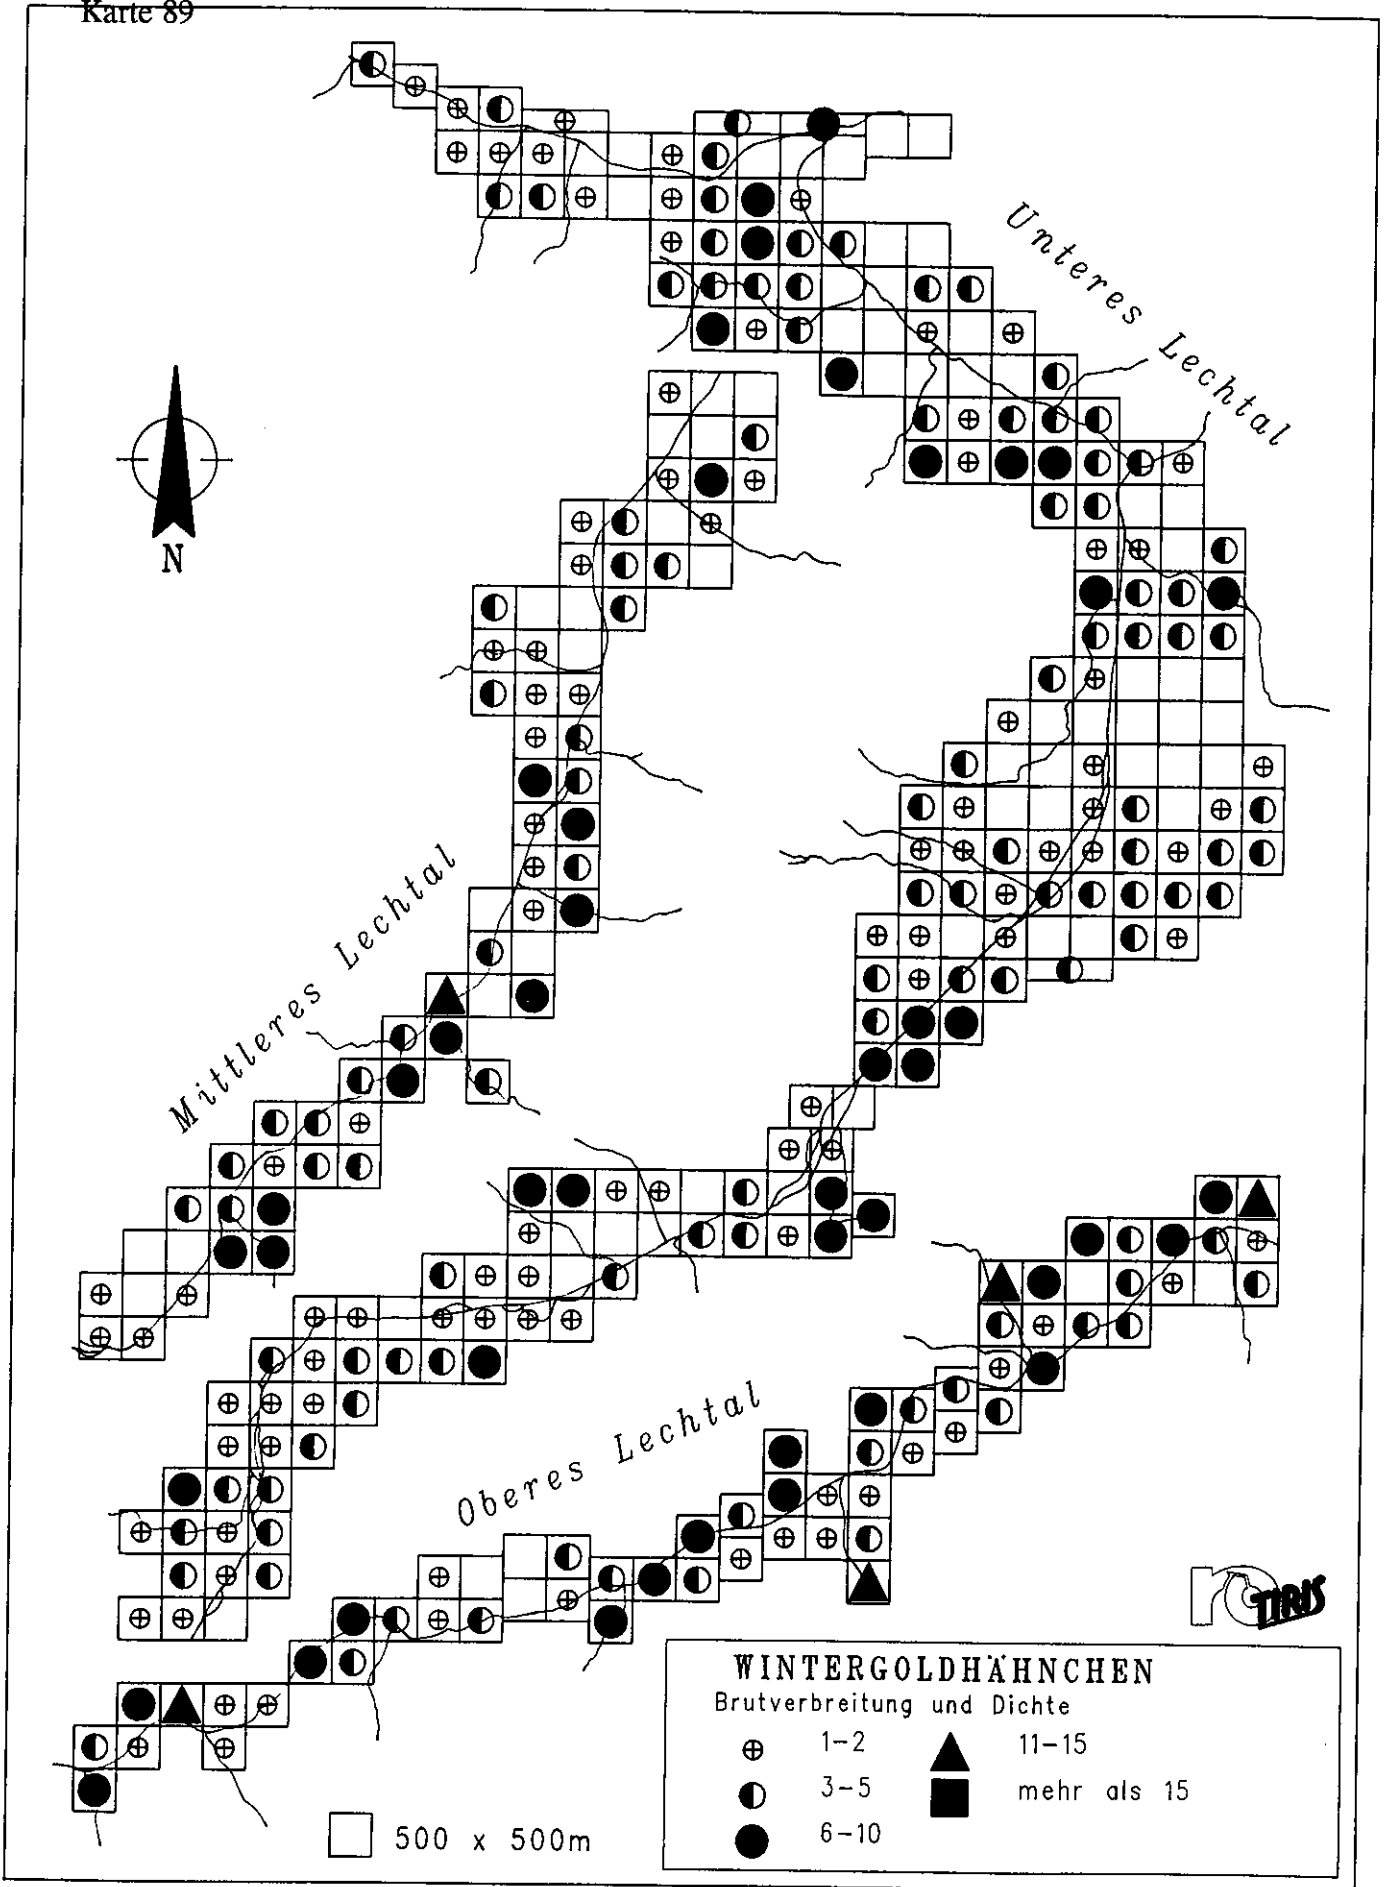 Karte 89
Unteres Lechtal
N
Mittleres Lechtal
Oberes Lechtal
TIRIS
WINTERGOLDHÄHNCHEN
Brutverbreitung und Dichte
1-2
11-15
3-5
mehr als 15
6-10
500 x 500m